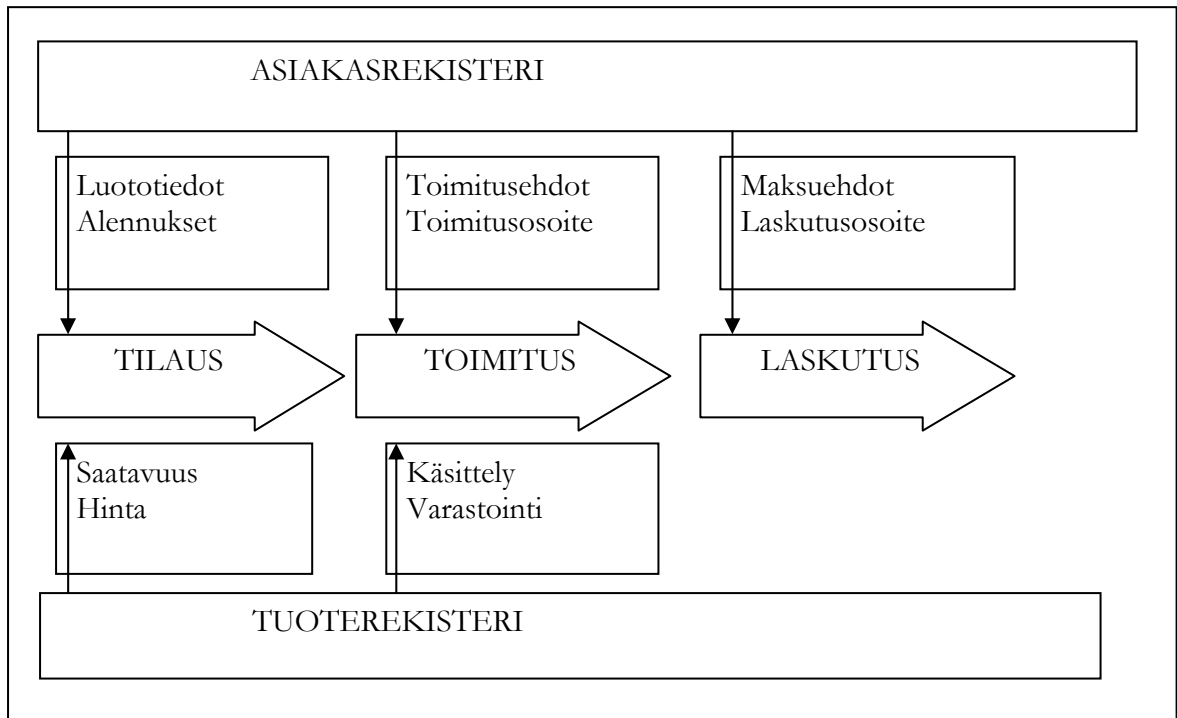 ASIAKASREKISTERI
Luototiedot
Alennukset
Toimitusehdot
Toimitusosoite
Maksuehdot
Laskutusosoite
TILAUS
TOIMITUS
LASKUTUS
Saatavuus
Hinta
Käsittely
Varastointi
TUOTEREKISTERI